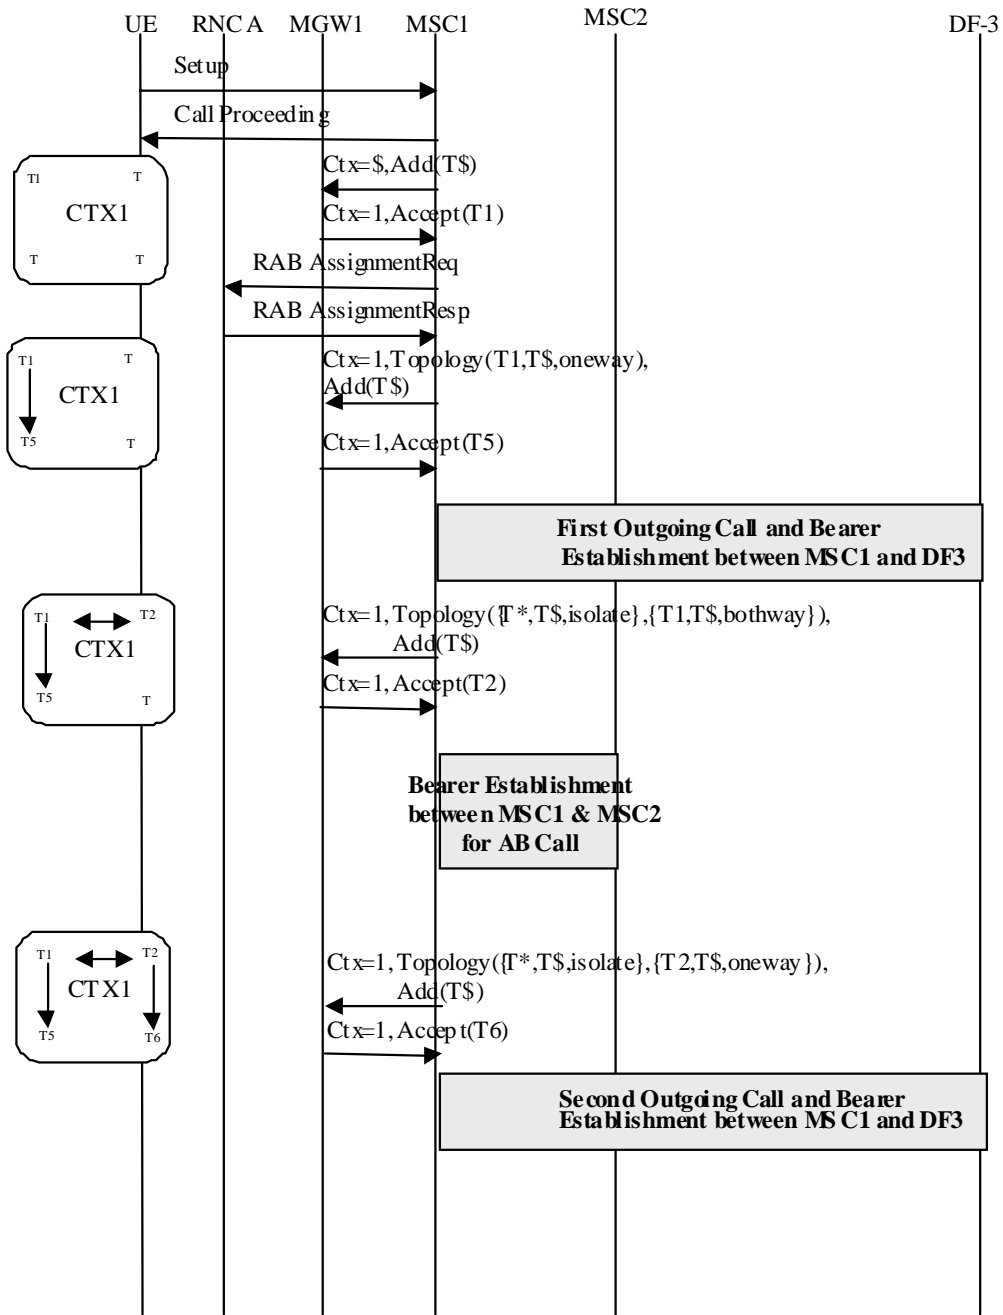 UE RNCA MGW1 MSC1 MSC2 DF-3
Setup
Call Proceeding
Ctx=$,Add(T$)
T1 T
CTX1
T T
Ctx=1,Accept(T1)
RAB AssignmentReq
RAB AssignmentResp
Ctx=1,Topology(T1,T$,oneway),
Add(T$)
T1 T
CTX1
T5 T
Ctx=1,Accept(T5)
First Outgoing Call and Bearer
Establishment between MSC1 and DF3
Ctx=1,Topology({T*,T$,isolate},{T1,T$,bothway}),
Add(T$)
T1 T2
CTX1
T5 T
Ctx=1,Accept(T2)
Bearer Establishment
between MSC1 & MSC2
for AB Call
Ctx=1,Topology({T*,T$,isolate},{T2,T$,oneway}),
Add(T$)
T1 T2
CTX1
T5 T6
Ctx=1,Accept(T6)
Second Outgoing Call and Bearer
Establishment between MSC1 and DF3